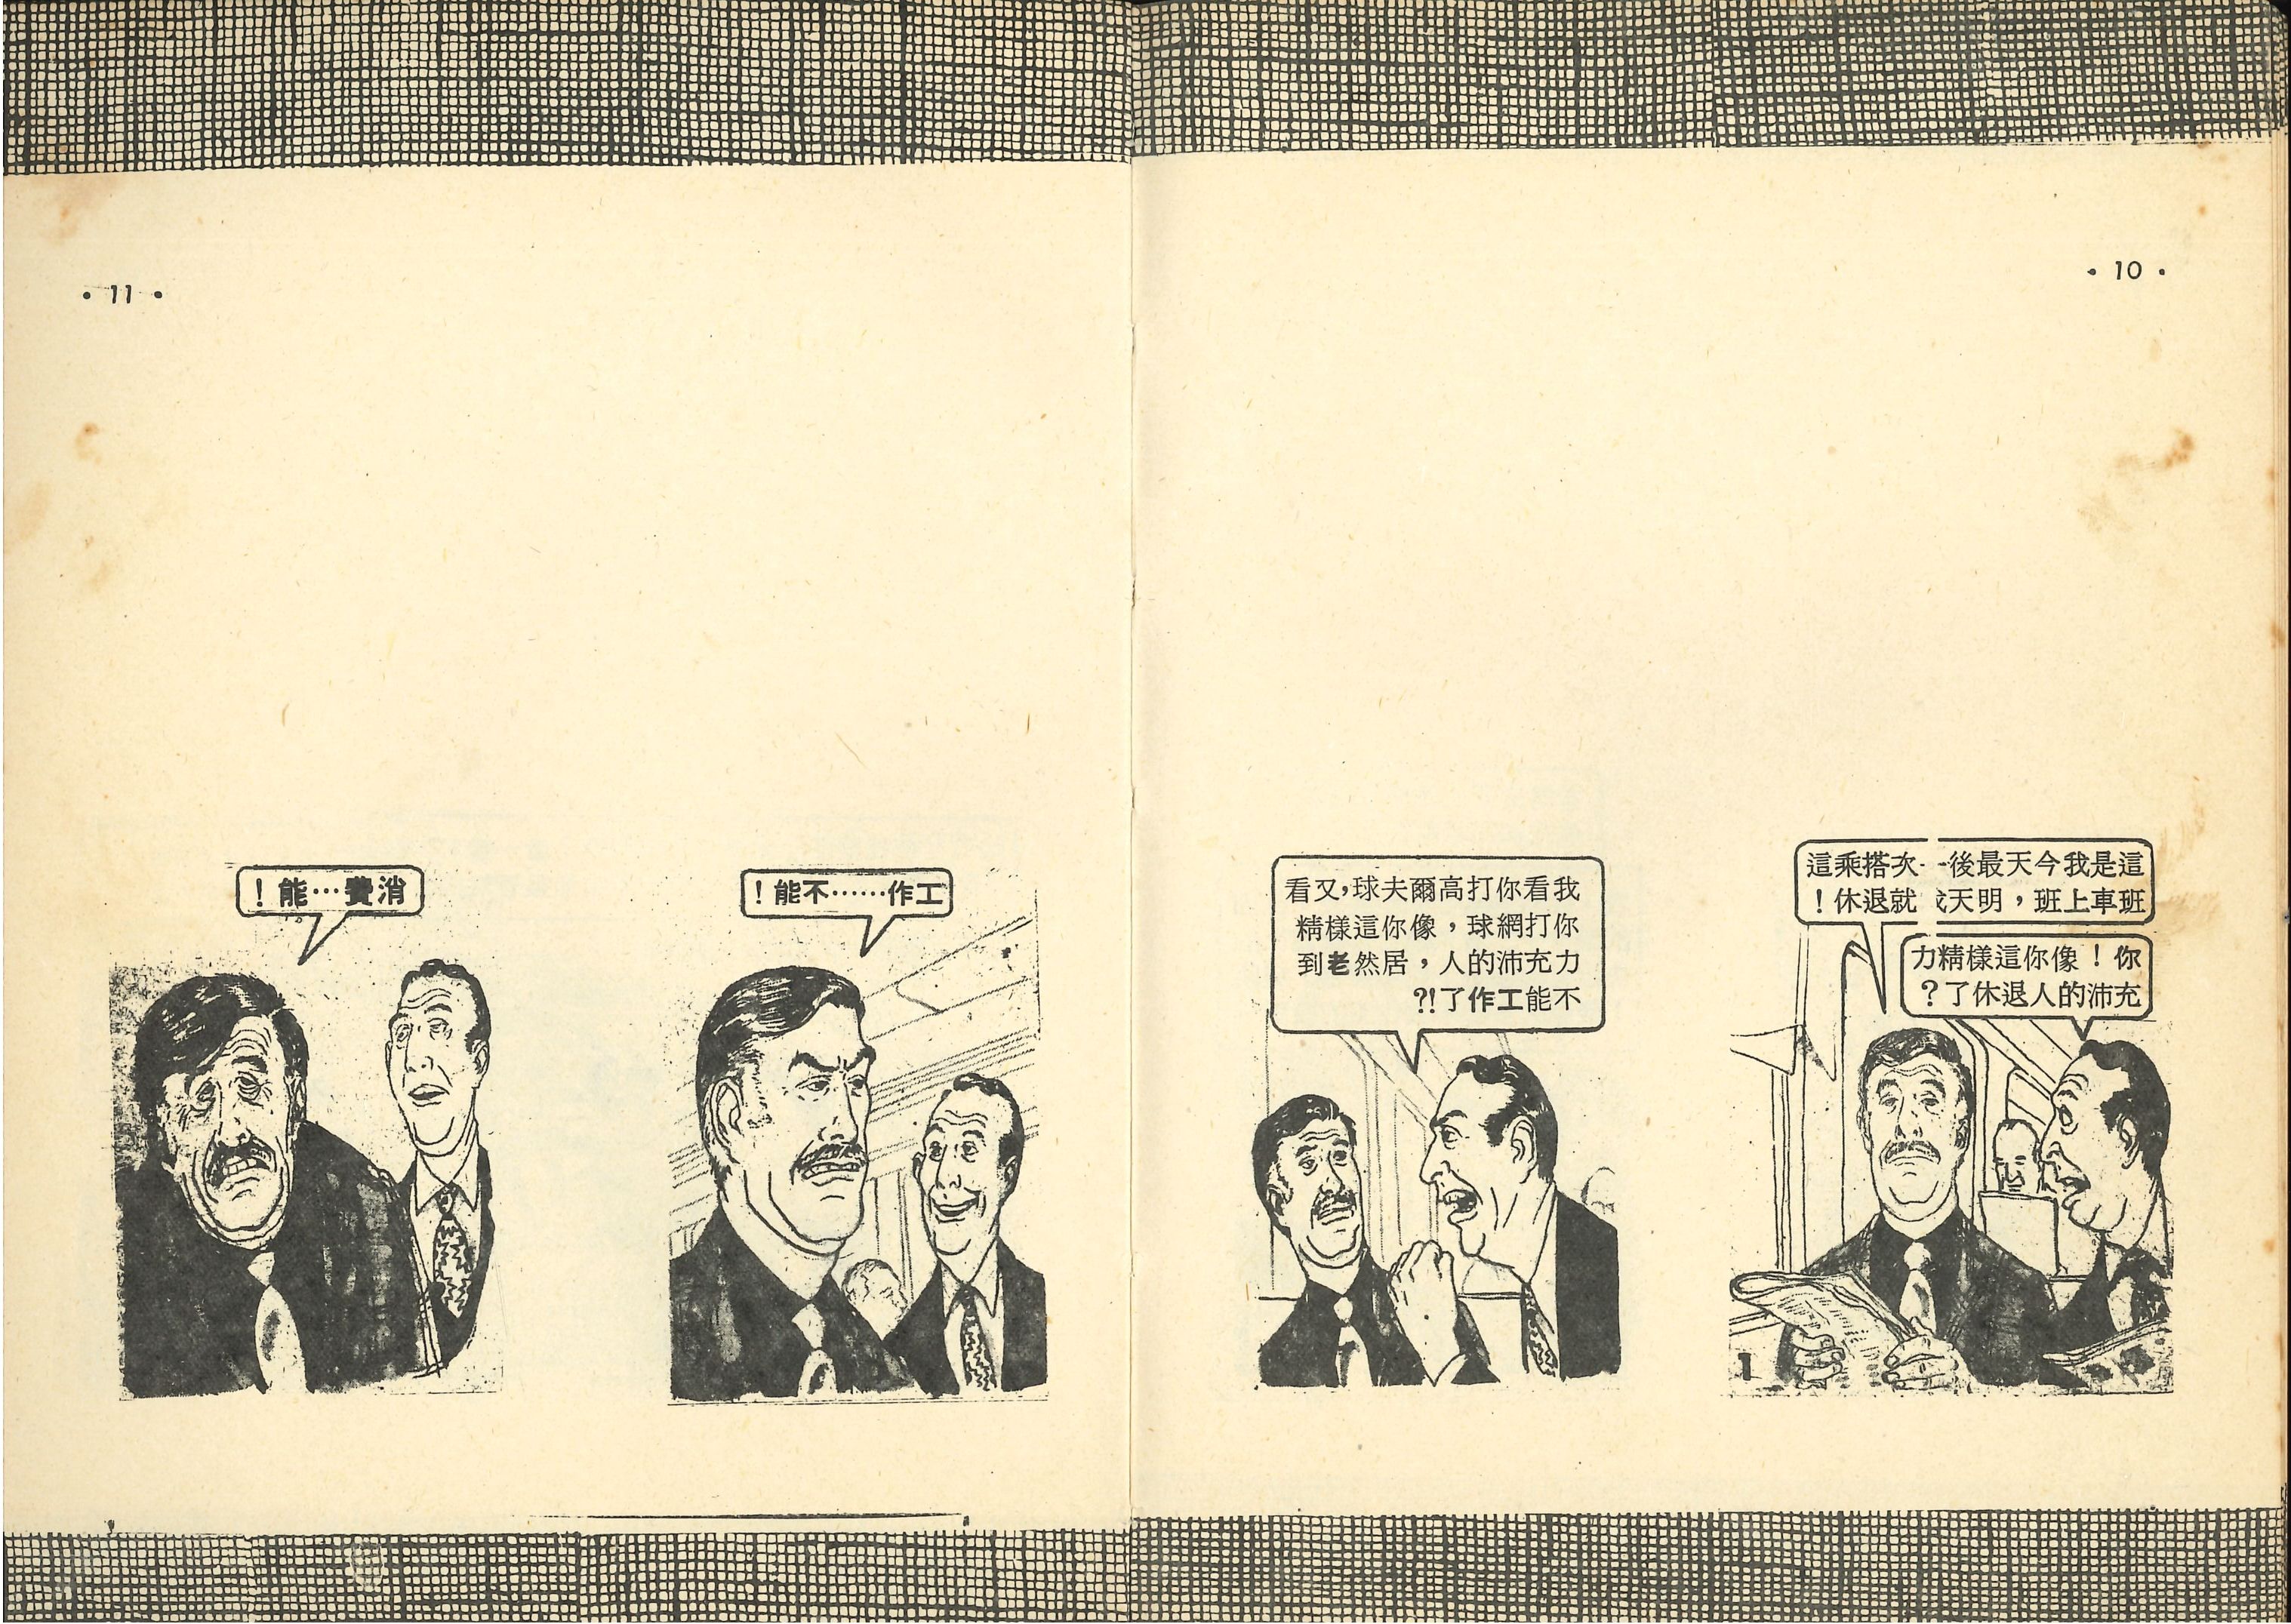 • 10 •
這是我今天最後一次搭乘這
班車上班，明天我就退休！
你！像你這樣精力
充沛的人退休了？
我看你打高爾夫球，又看
你打網球，像你這樣精
力充沛的人，居然老到
不能工作了!?
• 11 •
工作……不能！
消費…能！